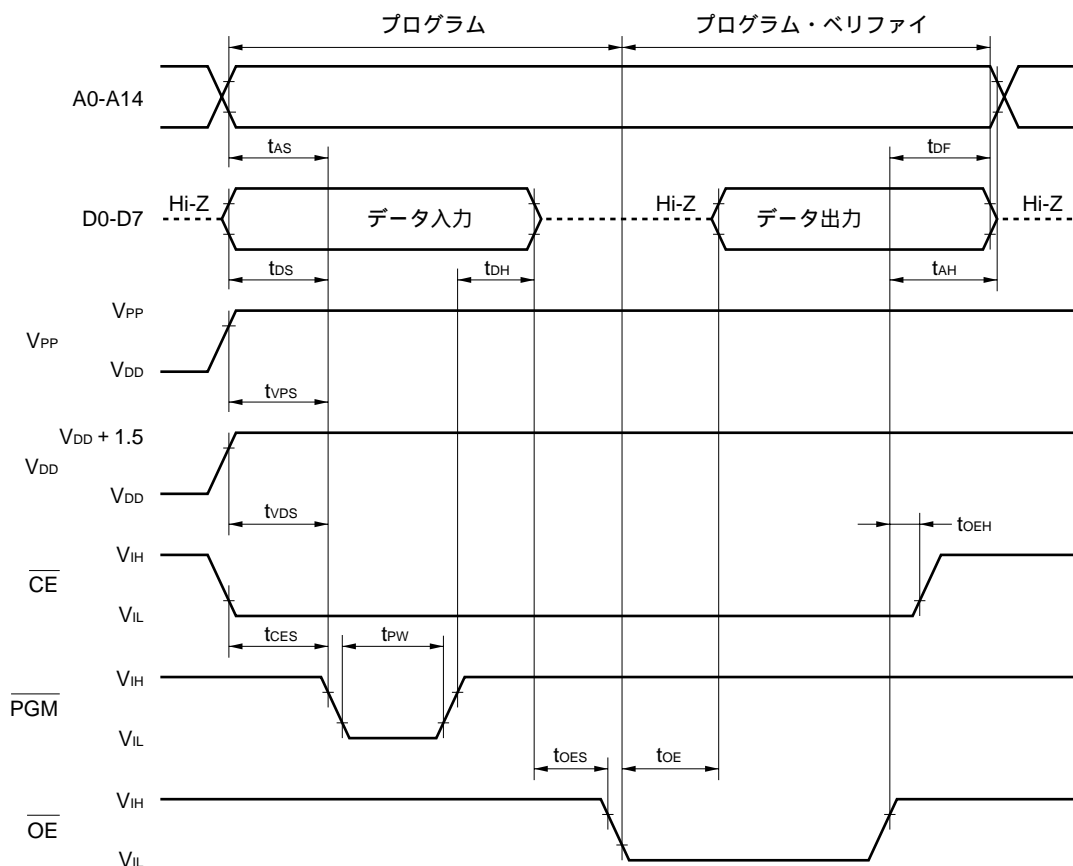 プログラム プログラム・ベリファイ
A0-A14
tAS tDF
D0-D7 Hi-Z データ入力 Hi-Z データ出力 Hi-Z
tDS tDH tAH
VPP
VPP
VDD
tVPS
VDD + 1.5
VDD
VDD
tVDS tOEH
VIH
CE
VIL
tCES tPW
VIH
PGM
VIL
tOES tOE
VIH
OE
VIL